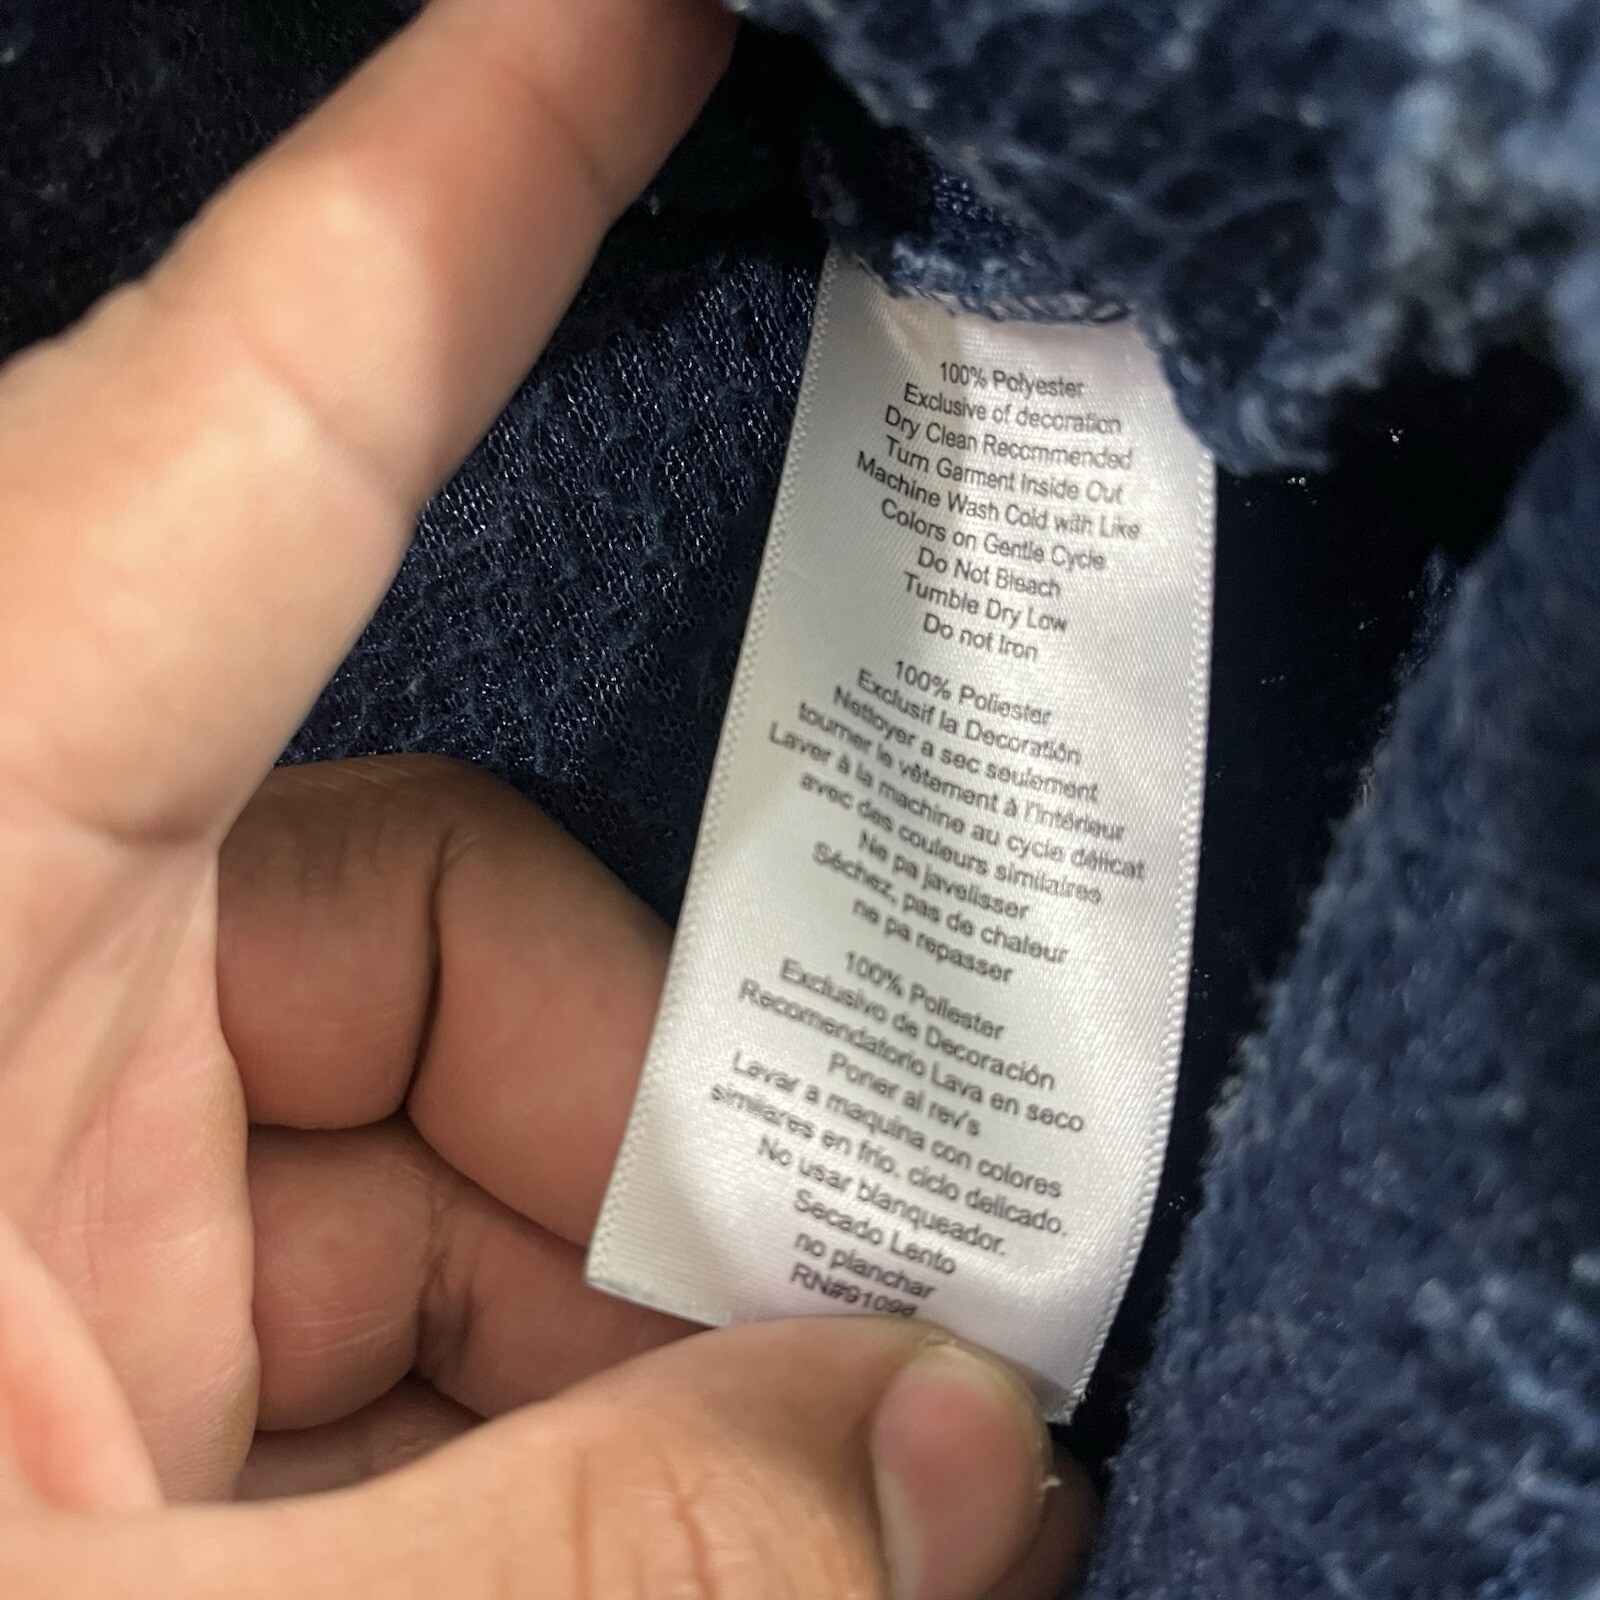 100% Polyester
Exclusive of decoration
Dry Clean Recommended
Turn Garment Inside Out
Machine Wash Cold with Like
Colors on Gentle Cycle
Do Not Bleach
Tumble Dry Low
Do not Iron
100% Poliestar
Exclusif la Decoratión
Nettoyer a sec seulement
tourner le vêtement à l'intérieur
Laver à la machine au cycle délicat
avec des couleurs similaires
Ne pa javelisser
Séchez, pas de chaleur
ne pa repasser
100% Poliester
Exclusivo de Decoración
Recomendatorio Lava en seco
Poner al rev's
Lavar a maquina con colores
similares en frio, ciclo delicado.
No usar blanqueador.
Secado Lento
no planchar